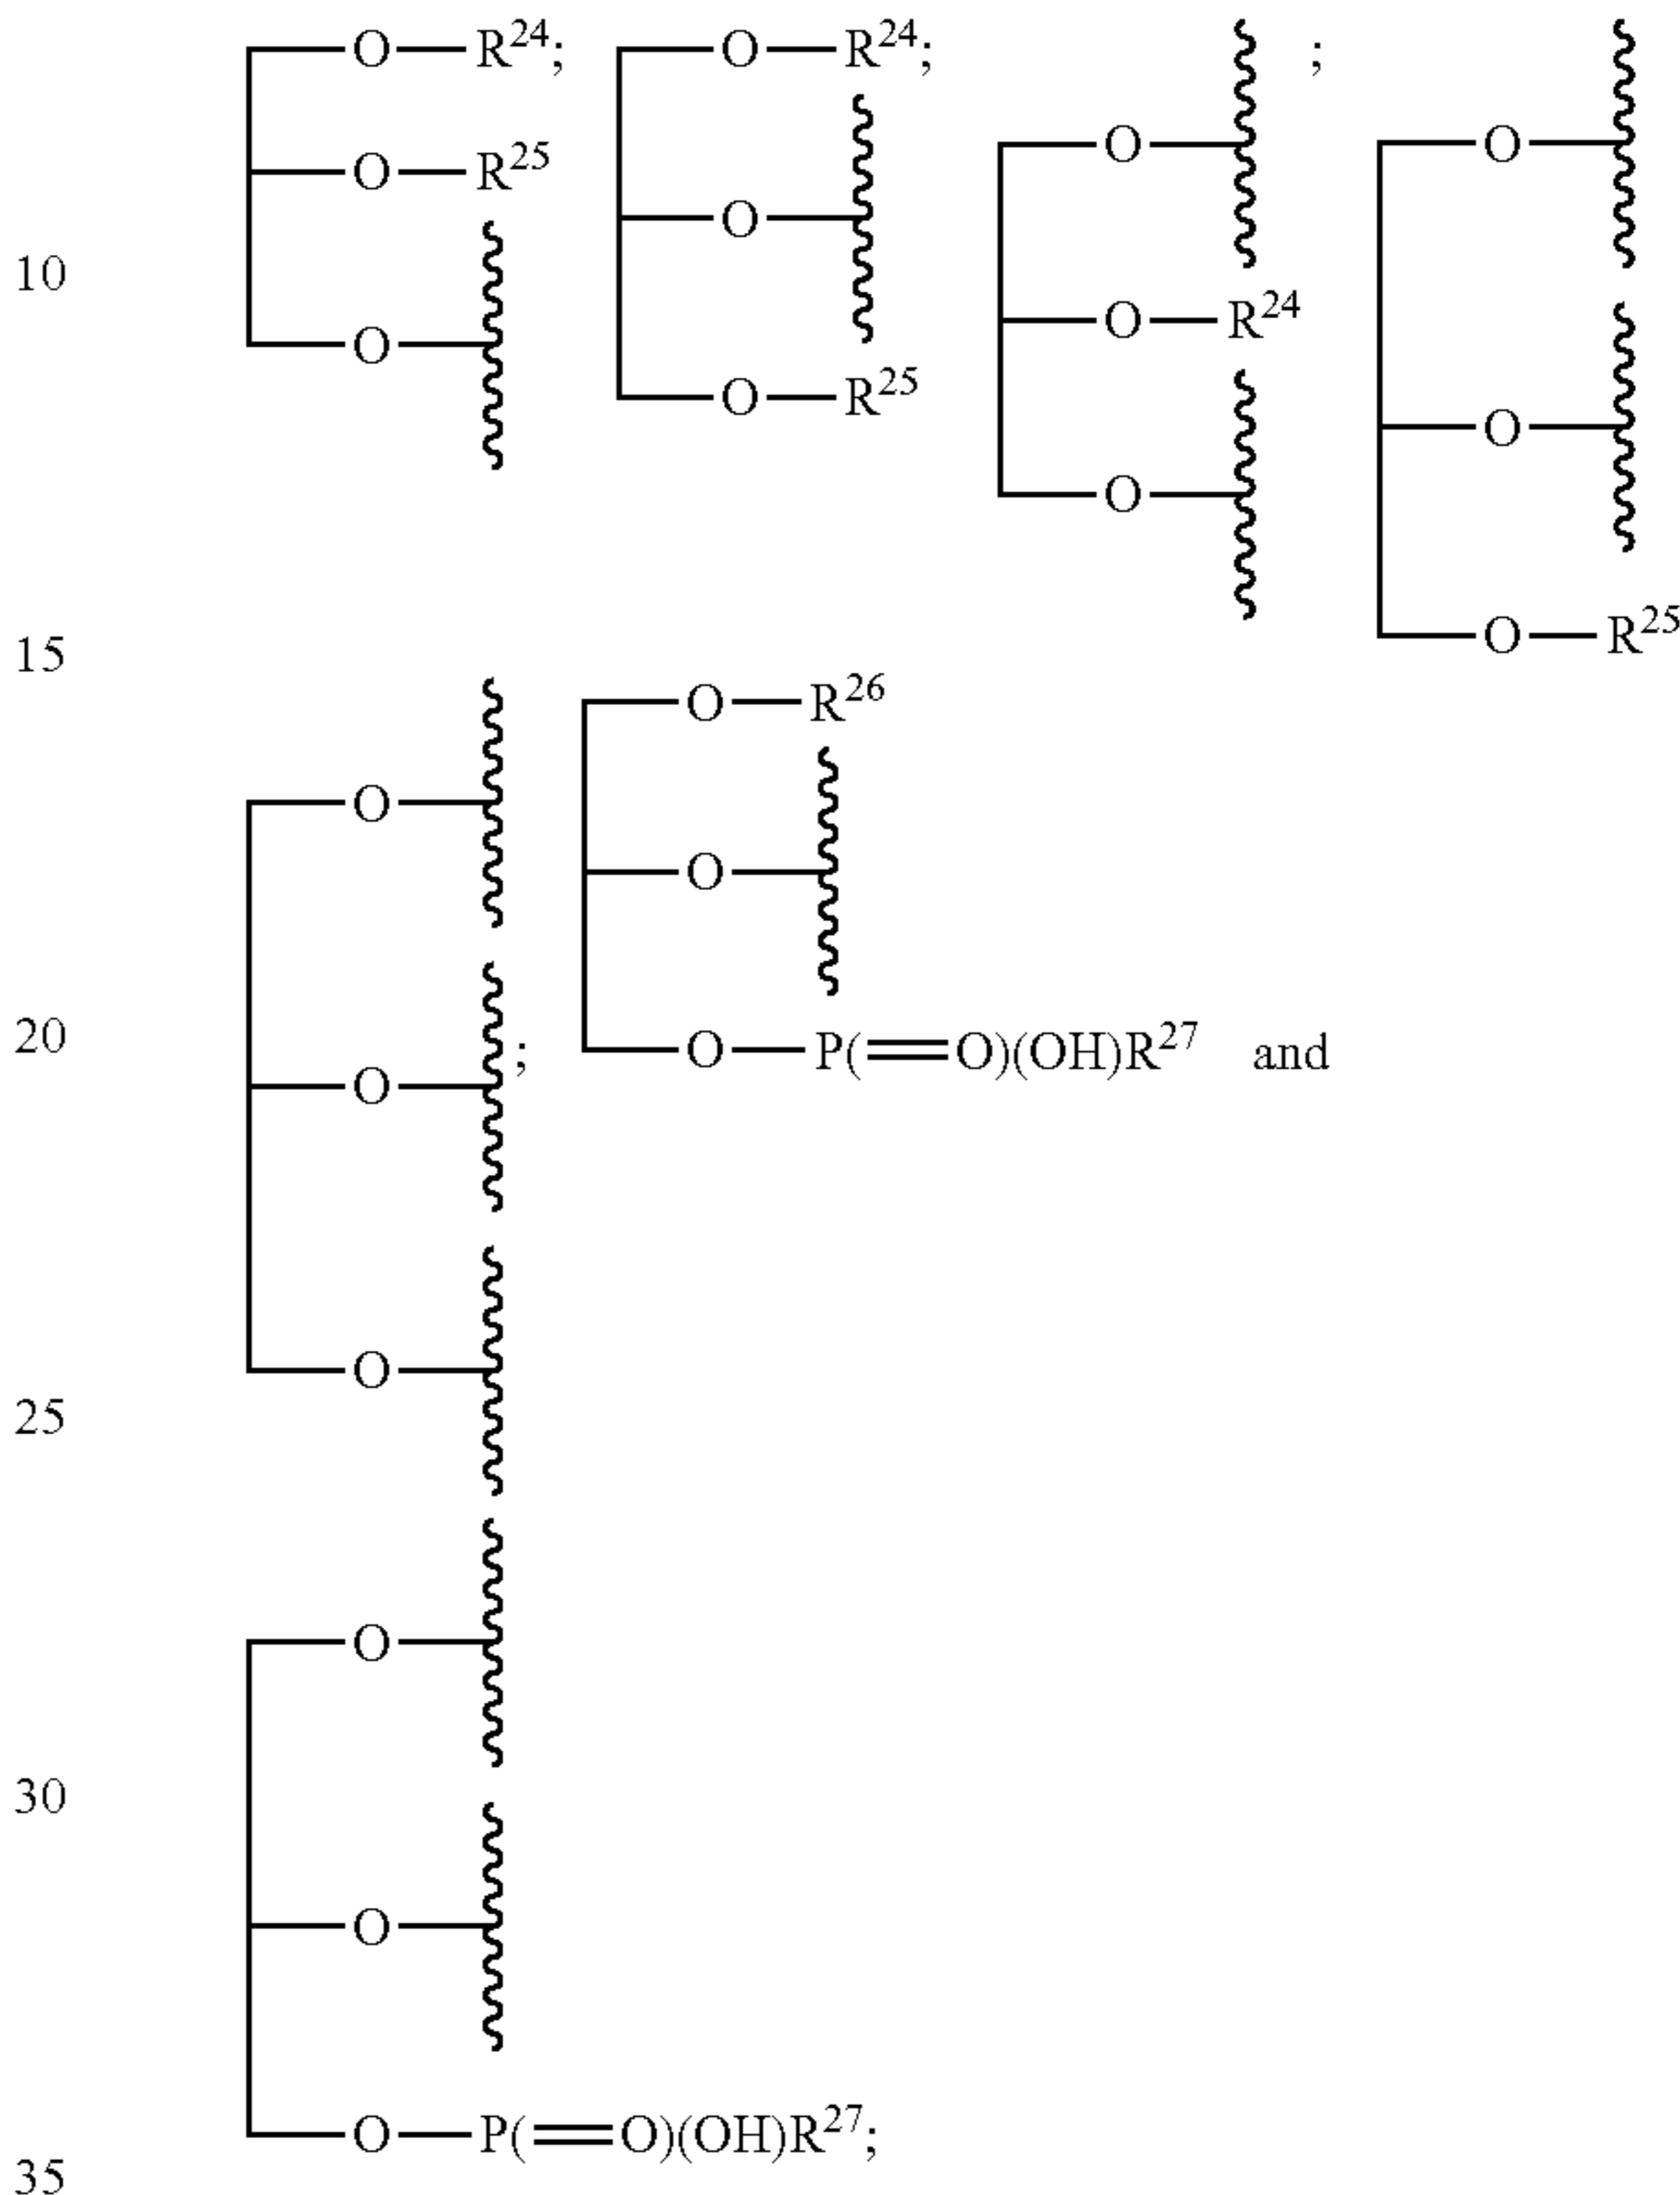 O—R²⁴; O—R²⁴; ;
O O
O—R²⁵
O
10
O—R²⁴
O O—R²⁵ O
O
15 O—R²⁵
O—R²⁶
O
O
20 O—P(=O)(OH)R²⁷ and
O ;
O
25
O
30
O
O—P(=O)(OH)R²⁷;
35